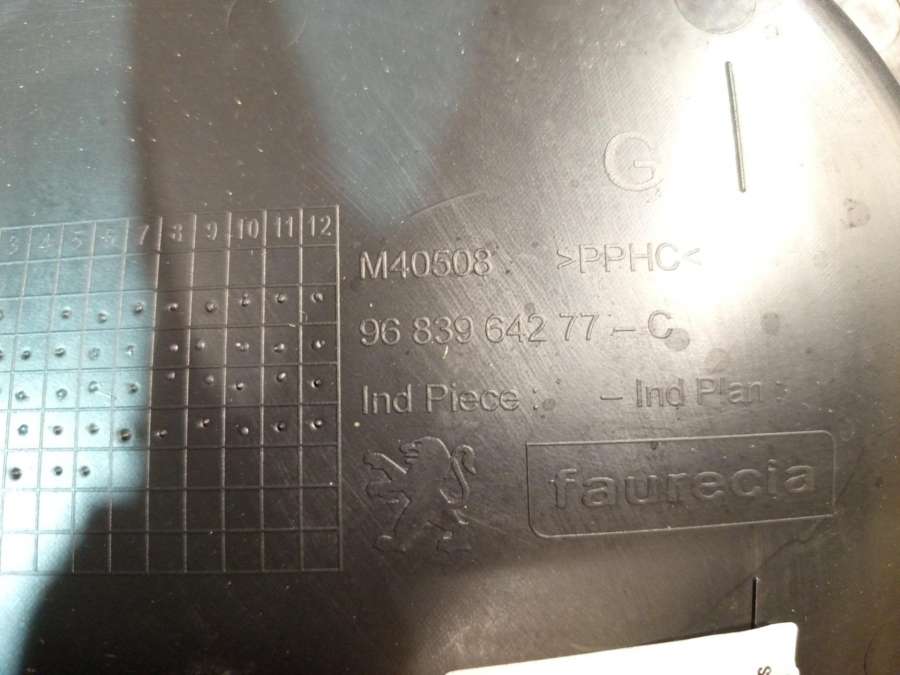 G
3 4 5 6 7 8 9 10 11 12
M40508 >PPHC<
96 839 642 77 - C
Ind Piece : - Ind Plan :
faurecia
s